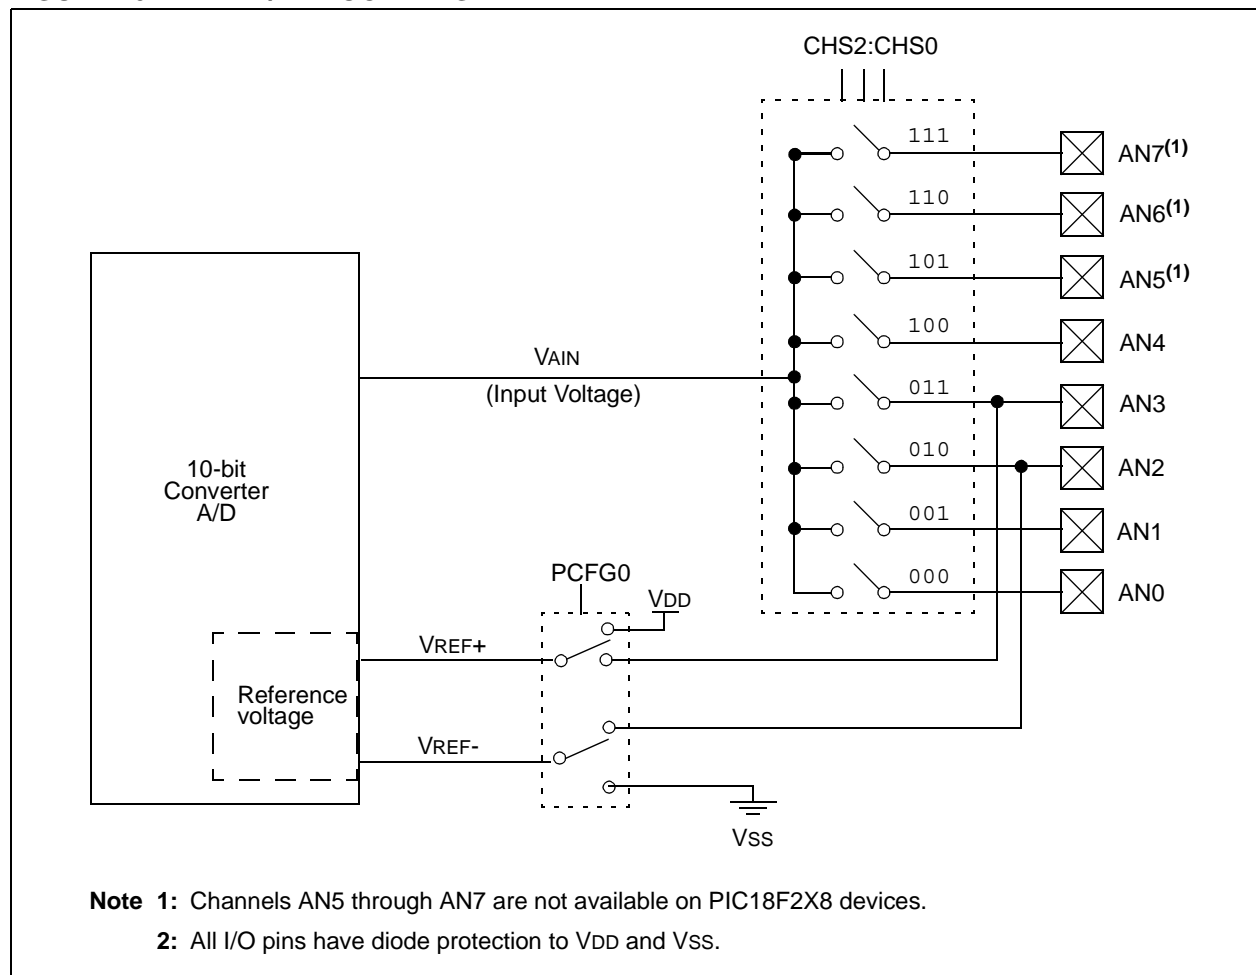 CHS2:CHS0
111
AN7(1)
110
AN6(1)
101
AN5(1)
100
AN4
VAIN
(Input Voltage)
011
AN3
010
AN2
10-bit
Converter
A/D
001
AN1
PCFG0
000
AN0
VDD
VREF+
Reference
voltage
VREF-
VSS
Note 1: Channels AN5 through AN7 are not available on PIC18F2X8 devices.
2: All I/O pins have diode protection to VDD and VSS.